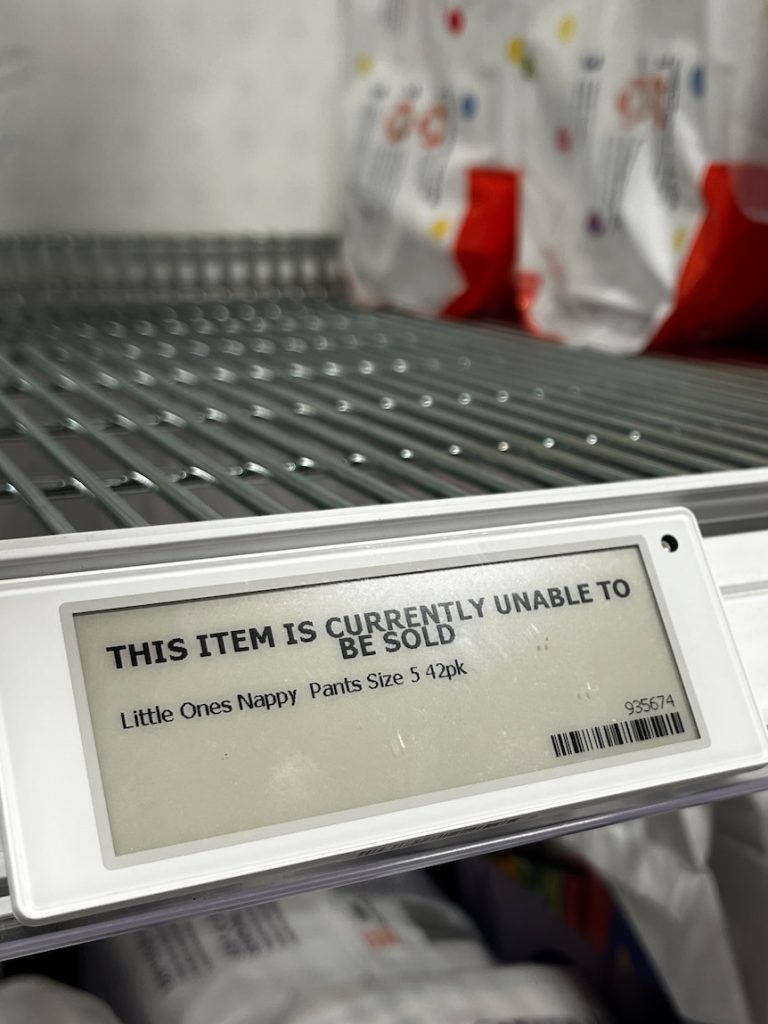 THIS ITEM IS CURRENTLY UNABLE TO
BE SOLD
Little Ones Nappy Pants Size 5 42pk
935674